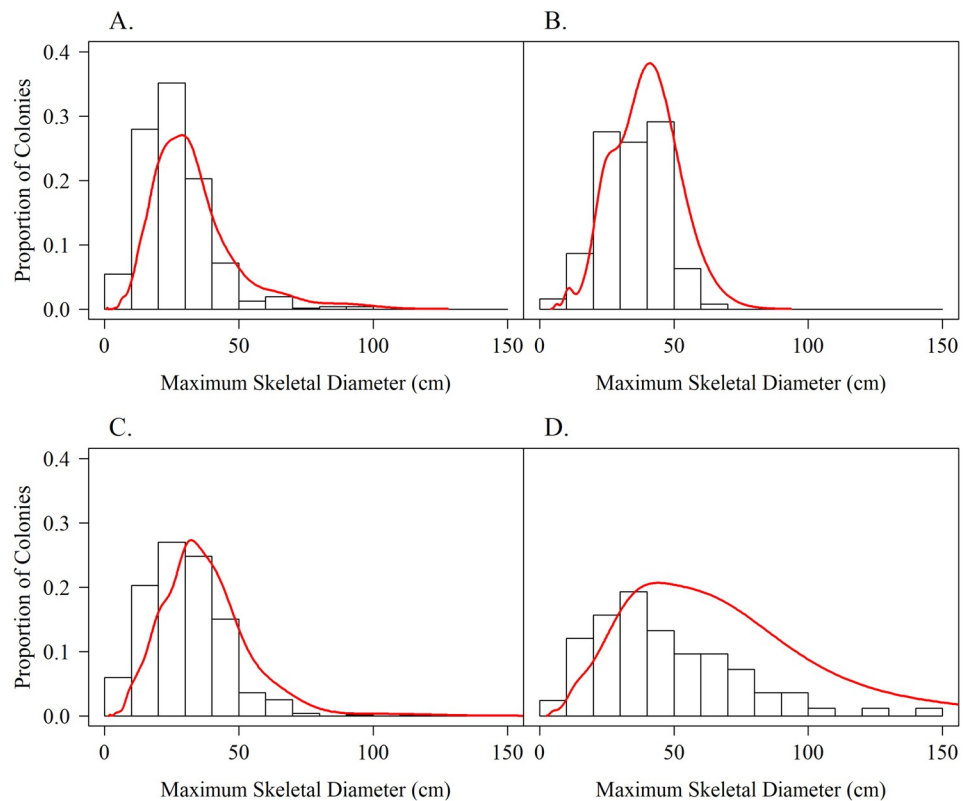 A. B.
0.4
0.3
0.2
0.1
0.0
Proportion of Colonies
0 50 100 0 50 100 150
Maximum Skeletal Diameter (cm) Maximum Skeletal Diameter (cm)
C. D.
0.4
0.3
0.2
0.1
0.0
Proportion of Colonies
0 50 100 150 0 50 100 150
Maximum Skeletal Diameter (cm) Maximum Skeletal Diameter (cm)